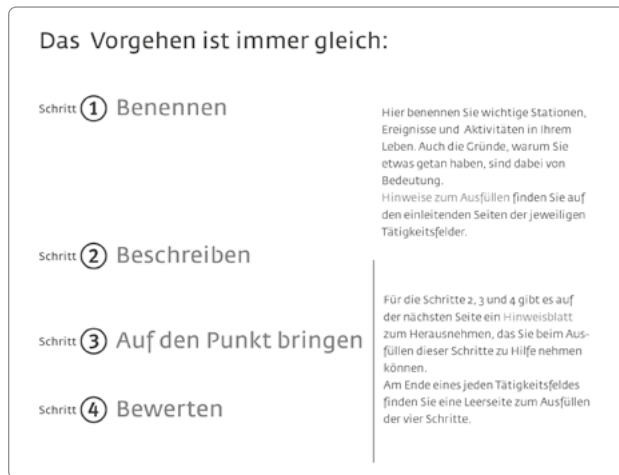 Das Vorgehen ist immer gleich:
Schritt 1 Benennen
Hier benennen Sie wichtige Stationen,
Ereignisse und Aktivitäten in Ihrem
Leben. Auch die Gründe, warum Sie
etwas getan haben, sind dabei von
Bedeutung.
Hinweise zum Ausfüllen finden Sie auf
den einleitenden Seiten der jeweiligen
Tätigkeitsfelder.
Schritt 2 Beschreiben
Schritt 3 Auf den Punkt bringen
Schritt 4 Bewerten
Für die Schritte 2, 3 und 4 gibt es auf
der nächsten Seite ein Hinweisblatt
zum Herausnehmen, das Sie beim Aus-
füllen dieser Schritte zu Hilfe nehmen
können.
Am Ende eines jeden Tätigkeitsfeldes
finden Sie eine Leerseite zum Ausfüllen
der vier Schritte.